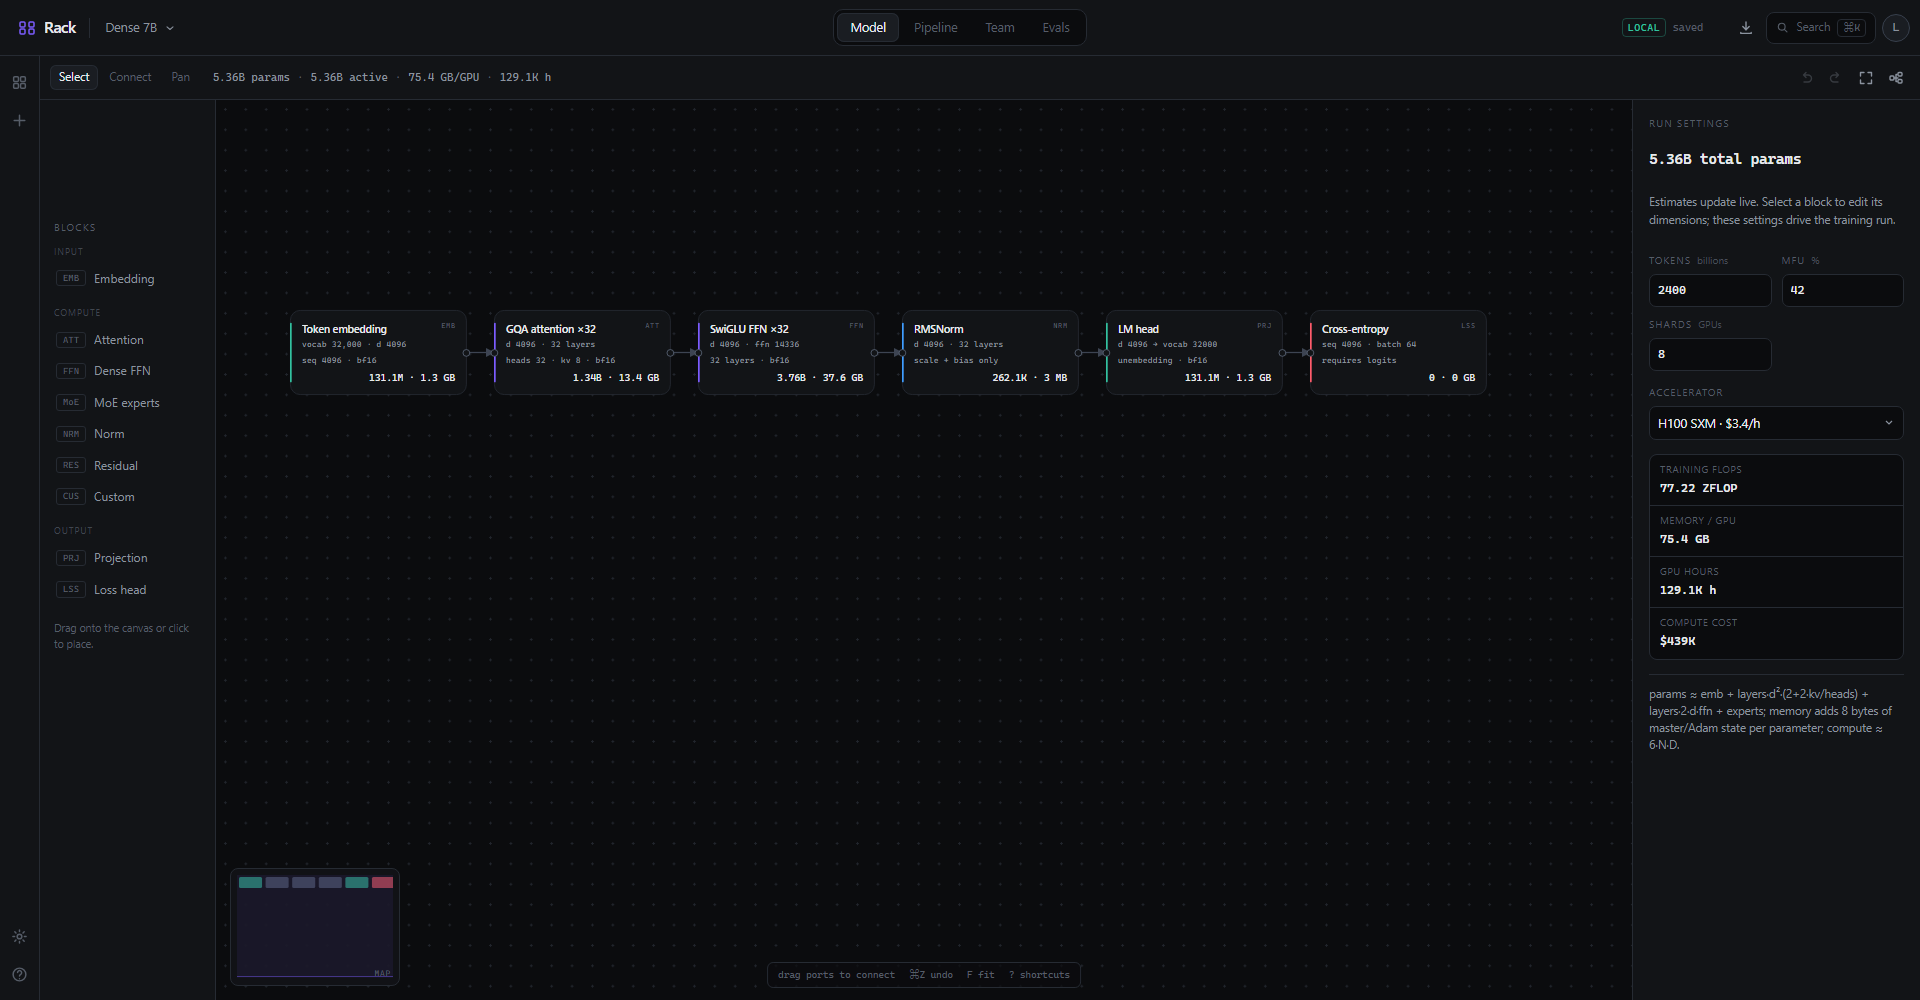 Rack
Dense 7B
Model
Pipeline
Team
Evals
LOCAL
saved
Search
⌘K
L
Select
Connect
Pan
5.36B params · 5.36B active · 75.4 GB/GPU · 129.1K h
BLOCKS
INPUT
EMB Embedding
COMPUTE
ATT Attention
FFN Dense FFN
MoE MoE experts
NRM Norm
RES Residual
CUS Custom
OUTPUT
PRJ Projection
LSS Loss head
Drag onto the canvas or click
to place.
Token embedding EMB
vocab 32,000 · d 4096
seq 4096 · bf16
131.1M · 1.3 GB
GQA attention ×32 ATT
d 4096 · 32 layers
heads 32 · kv 8 · bf16
1.34B · 13.4 GB
SwiGLU FFN ×32 FFN
d 4096 · ffn 14336
32 layers · bf16
3.76B · 37.6 GB
RMSNorm NRM
d 4096 · 32 layers
scale + bias only
262.1K · 3 MB
LM head PRJ
d 4096 → vocab 32000
unembedding · bf16
131.1M · 1.3 GB
Cross-entropy LSS
seq 4096 · batch 64
requires logits
0 · 0 GB
MAP
drag ports to connect ⌘Z undo F fit ? shortcuts
RUN SETTINGS
5.36B total params
Estimates update live. Select a block to edit its
dimensions; these settings drive the training run.
TOKENS billions
2400
MFU %
42
SHARDS GPUs
8
ACCELERATOR
H100 SXM · $3.4/h
TRAINING FLOPS
77.22 ZFLOP
MEMORY / GPU
75.4 GB
GPU HOURS
129.1K h
COMPUTE COST
$439K
params ≈ emb + layers·d²·(2+2·kv/heads) +
layers·2·d·ffn + experts; memory adds 8 bytes of
master/Adam state per parameter; compute ≈
6·N·D.